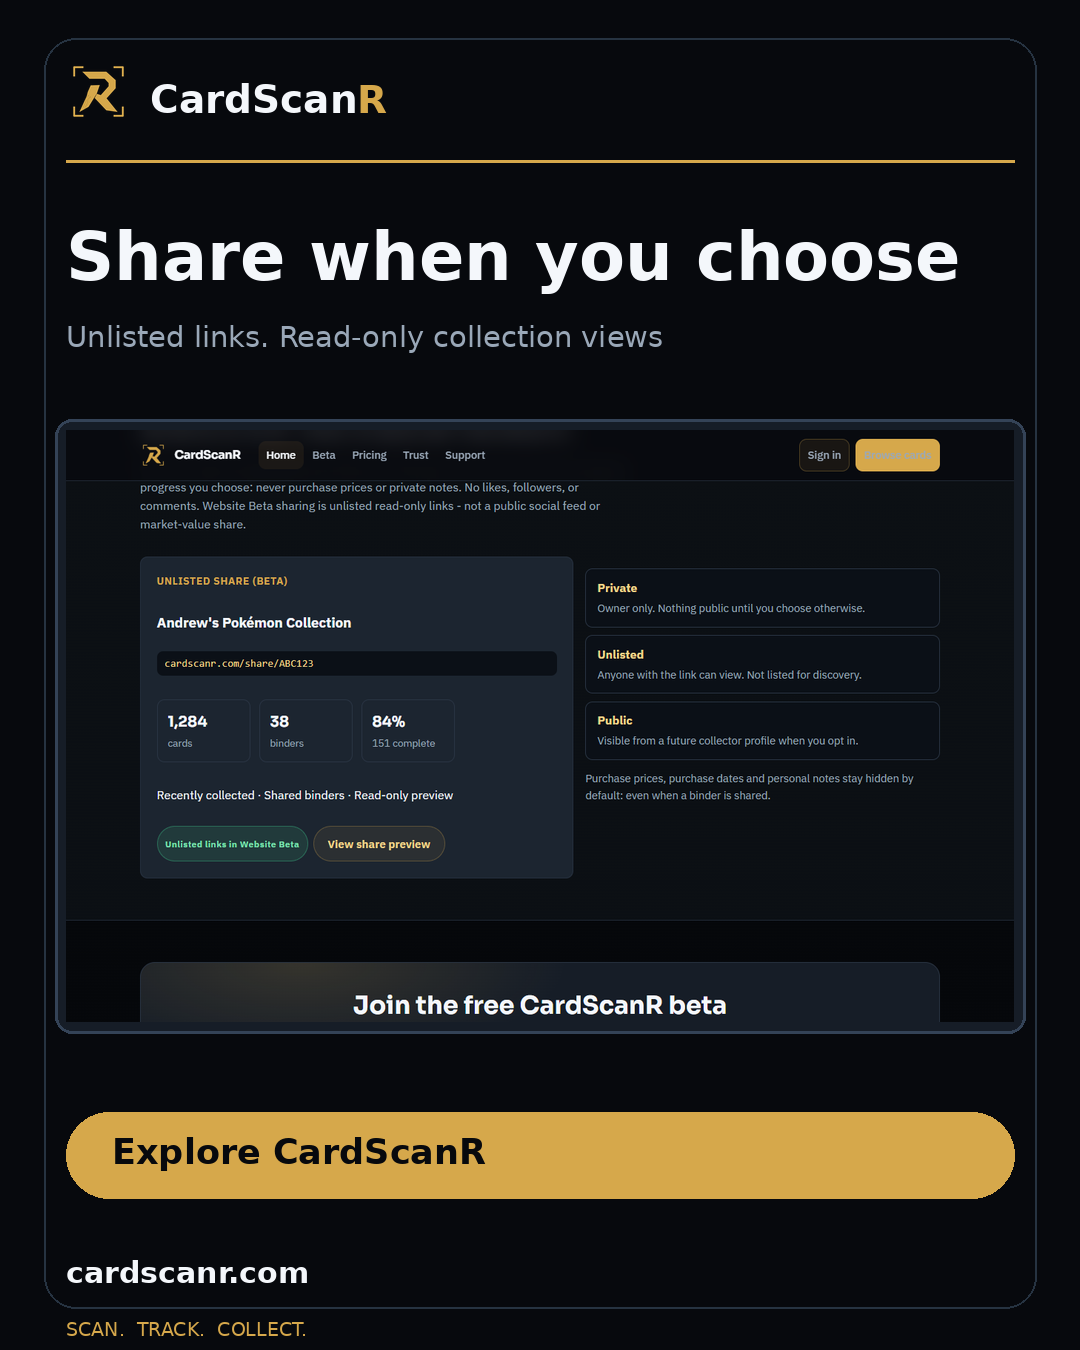 CardScanR
Share when you choose
Unlisted links. Read-only collection views
CardScanR Home Beta Pricing Trust Support Sign in Browse cards
progress you choose: never purchase prices or private notes. No likes, followers, or
comments. Website Beta sharing is unlisted read-only links - not a public social feed or
market-value share.
UNLISTED SHARE (BETA)
Andrew's Pokémon Collection
cardscanr.com/share/ABC123
1,284 38 84%
cards binders 151 complete
Recently collected · Shared binders · Read-only preview
Unlisted links in Website Beta View share preview
Private
Owner only. Nothing public until you choose otherwise.
Unlisted
Anyone with the link can view. Not listed for discovery.
Public
Visible from a future collector profile when you opt in.
Purchase prices, purchase dates and personal notes stay hidden by
default: even when a binder is shared.
Join the free CardScanR beta
Explore CardScanR
cardscanr.com
SCAN. TRACK. COLLECT.